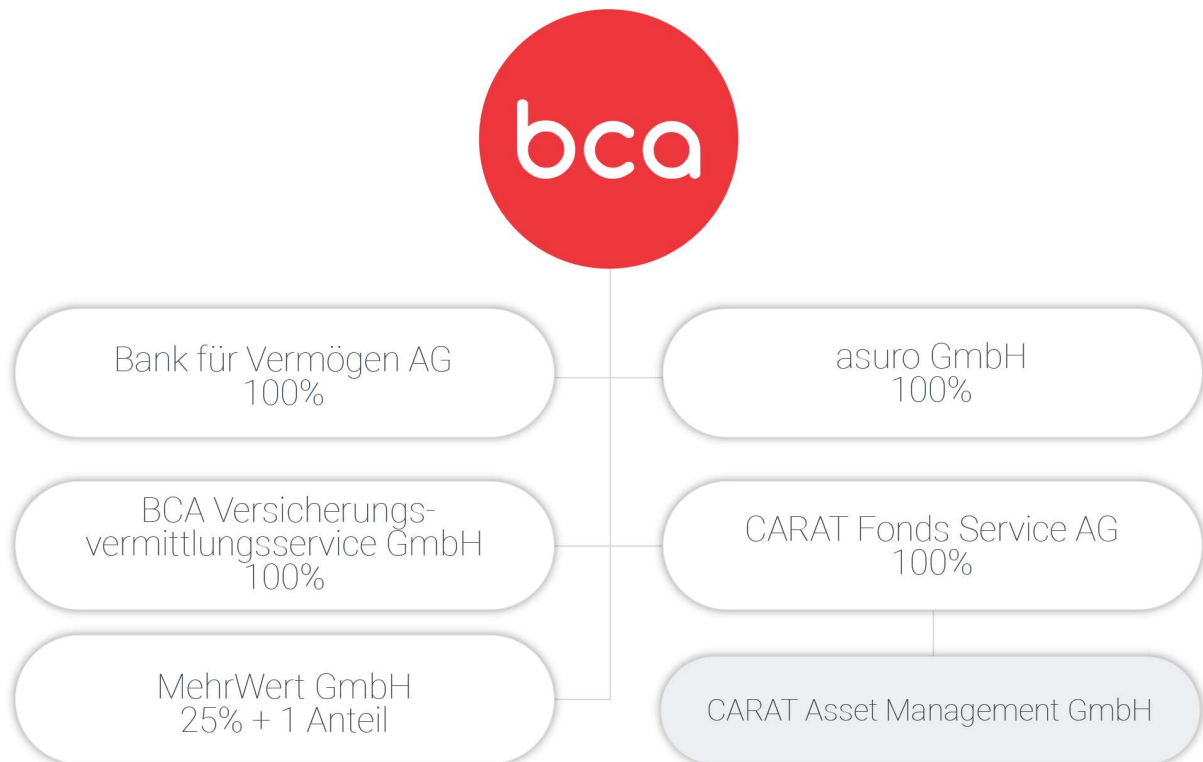 bca
Bank für Vermögen AG
100%
asuro GmbH
100%
BCA Versicherungs-
vermittlungsservice GmbH
100%
CARAT Fonds Service AG
100%
MehrWert GmbH
25% + 1 Anteil
CARAT Asset Management GmbH